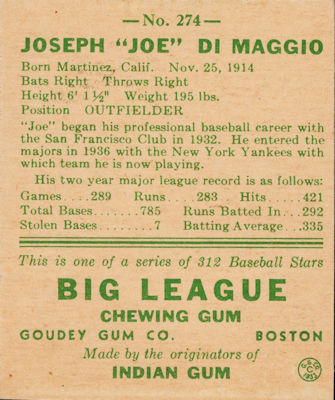 —No. 274—
JOSEPH "JOE" DI MAGGIO
Born Martinez, Calif. Nov. 25, 1914
Bats Right Throws Right
Height 6' 1½" Weight 195 lbs.
Position OUTFIELDER
"Joe" began his professional baseball career with
the San Francisco Club in 1932. He entered the
majors in 1936 with the New York Yankees with
which team he is now playing.
His two year major league record is as follows:
Games....289 Runs.....283 Hits.....421
Total Bases......785 Runs Batted In...292
Stolen Bases.......7 Batting Average...335
This is one of a series of 312 Baseball Stars
BIG LEAGUE
CHEWING GUM
GOUDEY GUM CO. BOSTON
Made by the originators of
INDIAN GUM